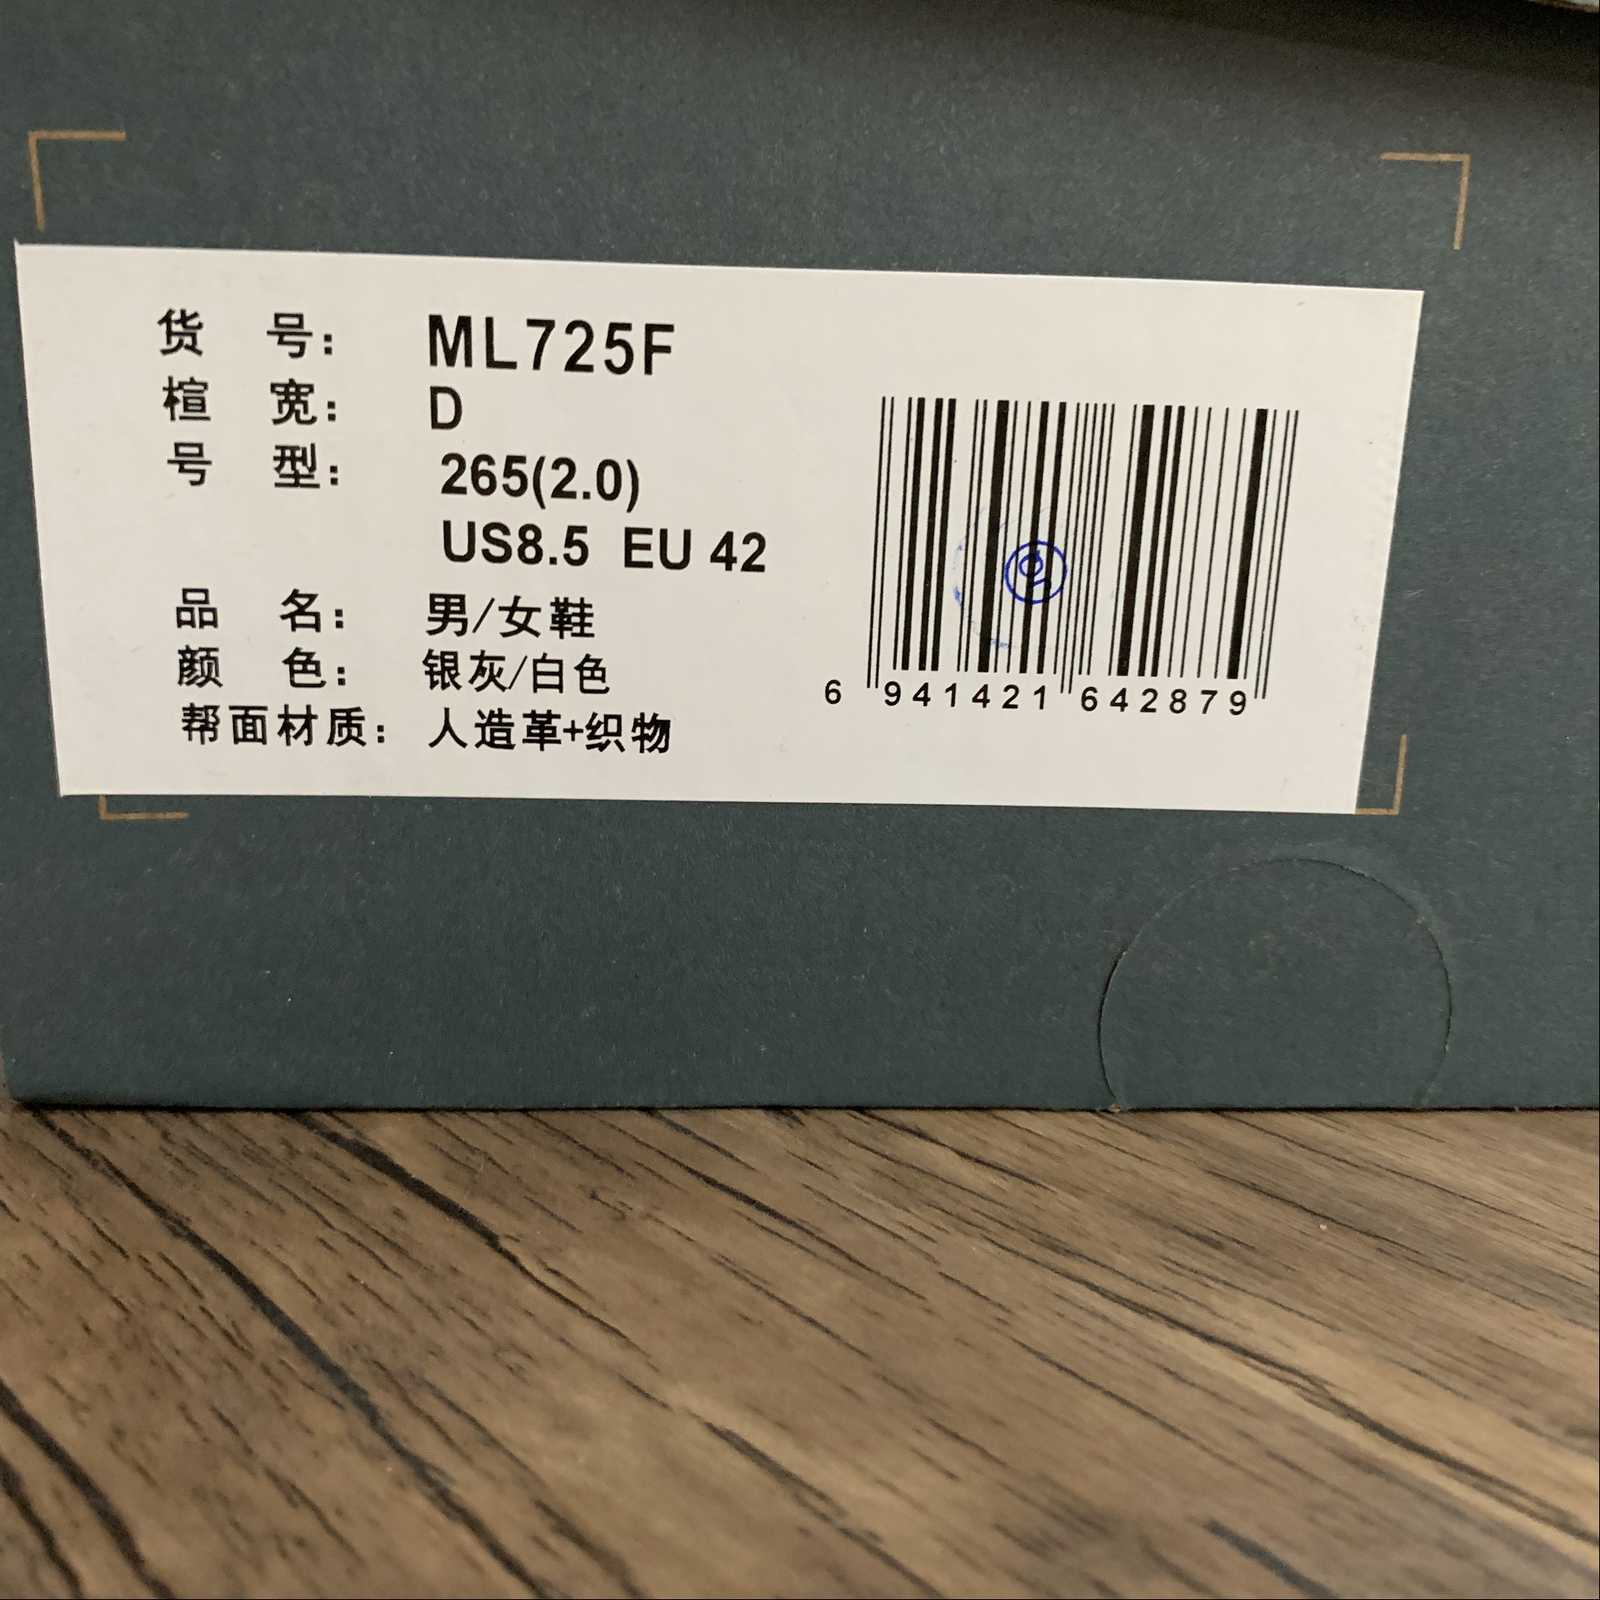 货 号: ML725F
楦 宽: D
号 型: 265(2.0)
US8.5 EU 42
品 名: 男/女鞋
颜 色: 银灰/白色
帮面材质: 人造革+织物
6 941421 642879